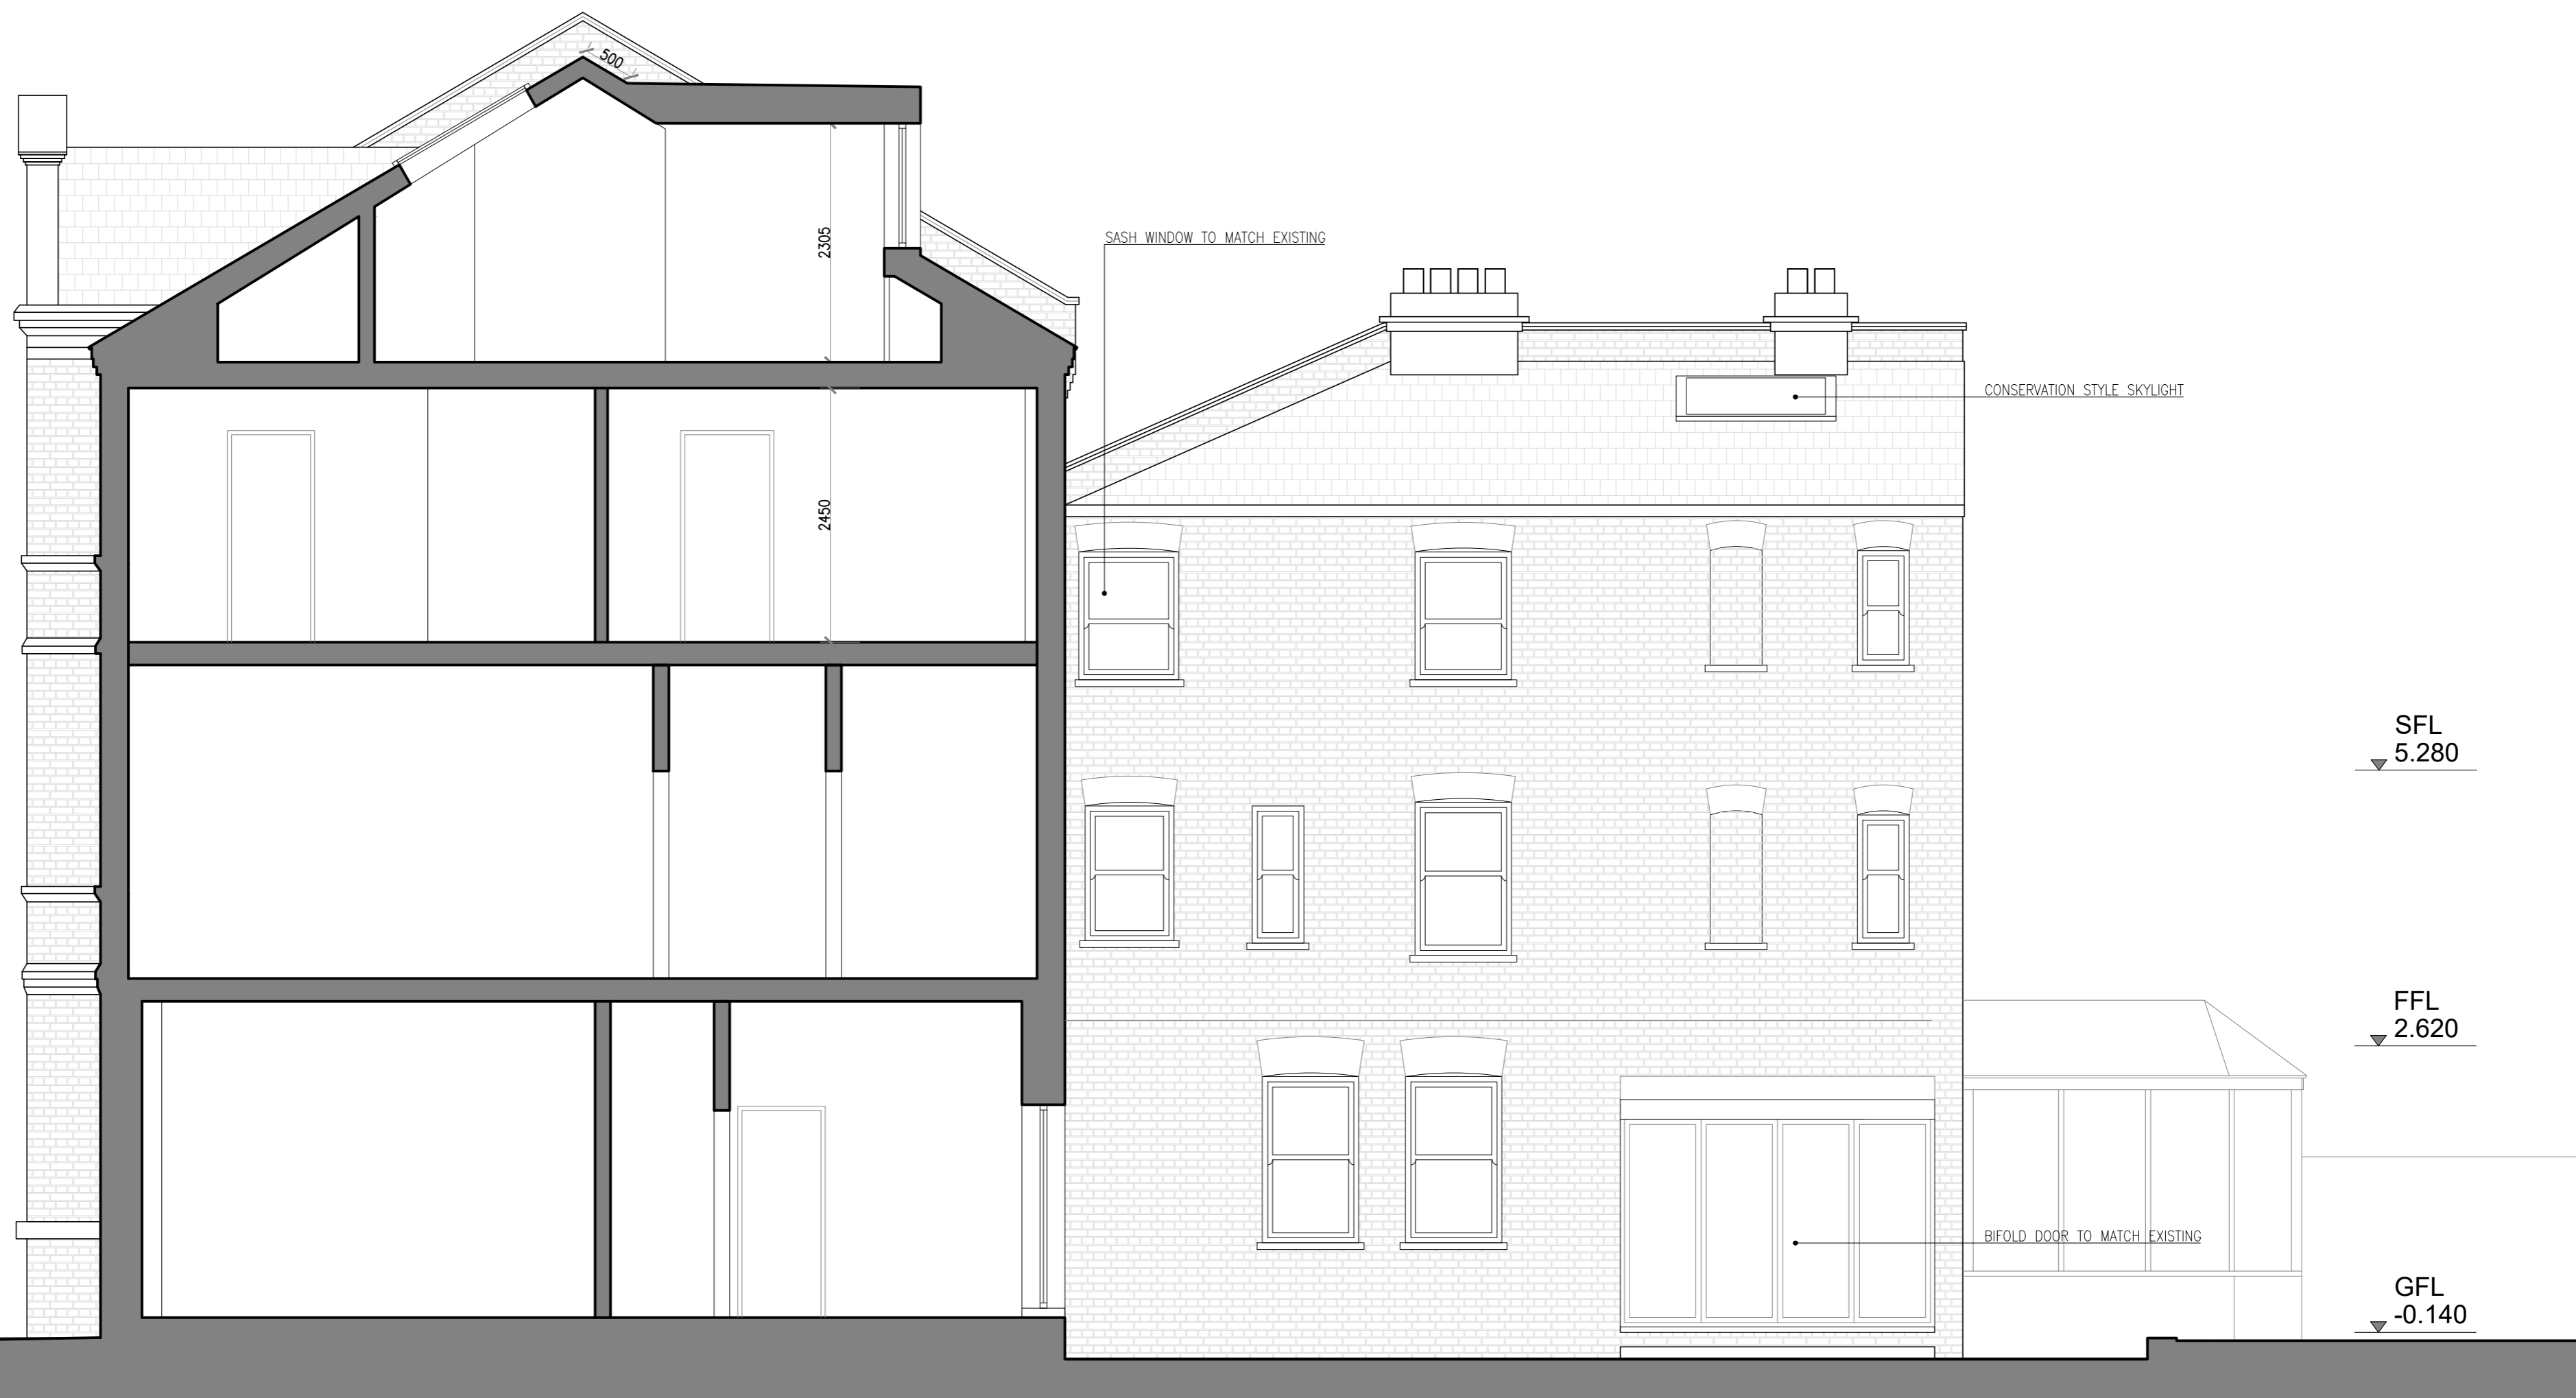 500
2305
SASH WINDOW TO MATCH EXISTING
CONSERVATION STYLE SKYLIGHT
2450
SFL
5.280
FFL
2.620
BIFOLD DOOR TO MATCH EXISTING
GFL
-0.140